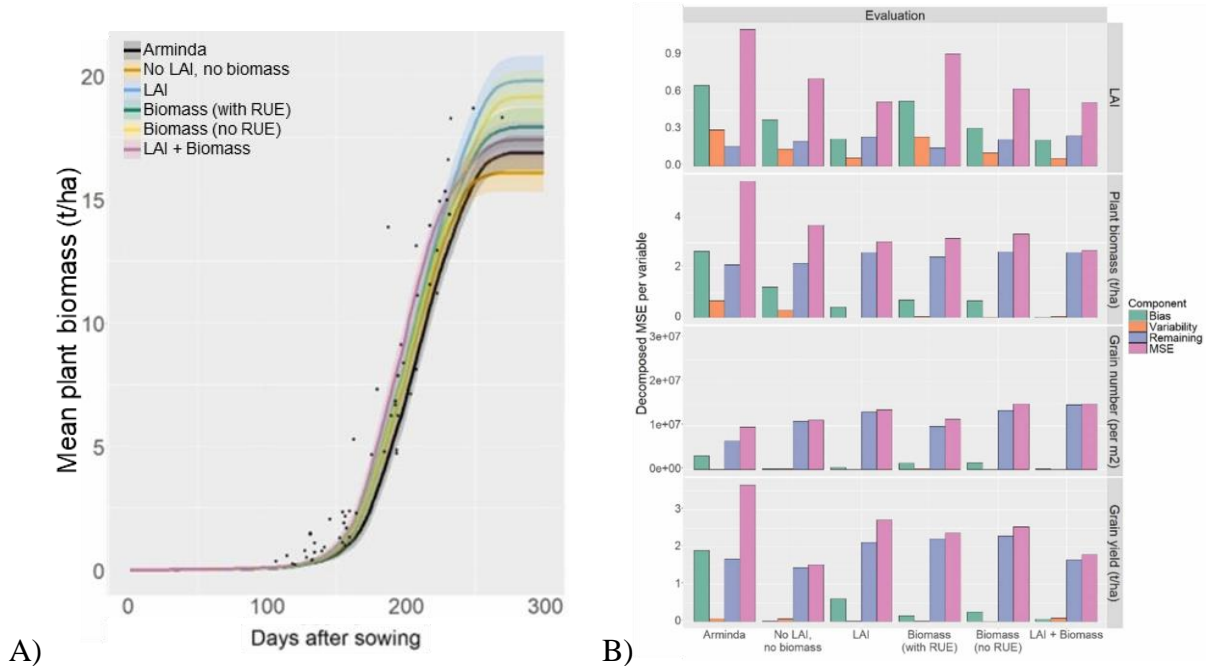 Arminda
No LAI, no biomass
LAI
Biomass (with RUE)
Biomass (no RUE)
LAI + Biomass
Mean plant biomass (t/ha)
20
15
10
5
0
0
100
200
300
Days after sowing
A)
Evaluation
Decomposed MSE per variable
0.9
0.6
0.3
0.0
LAI
4
2
0
Plant biomass (t/ha)
3e+07
2e+07
1e+07
0e+00
Grain number (per m2)
3
2
1
0
Grain yield (t/ha)
Arminda
No LAI,
no biomass
LAI
Biomass
(with RUE)
Biomass
(no RUE)
LAI + Biomass
Component
Bias
Variability
Remaining
MSE
B)